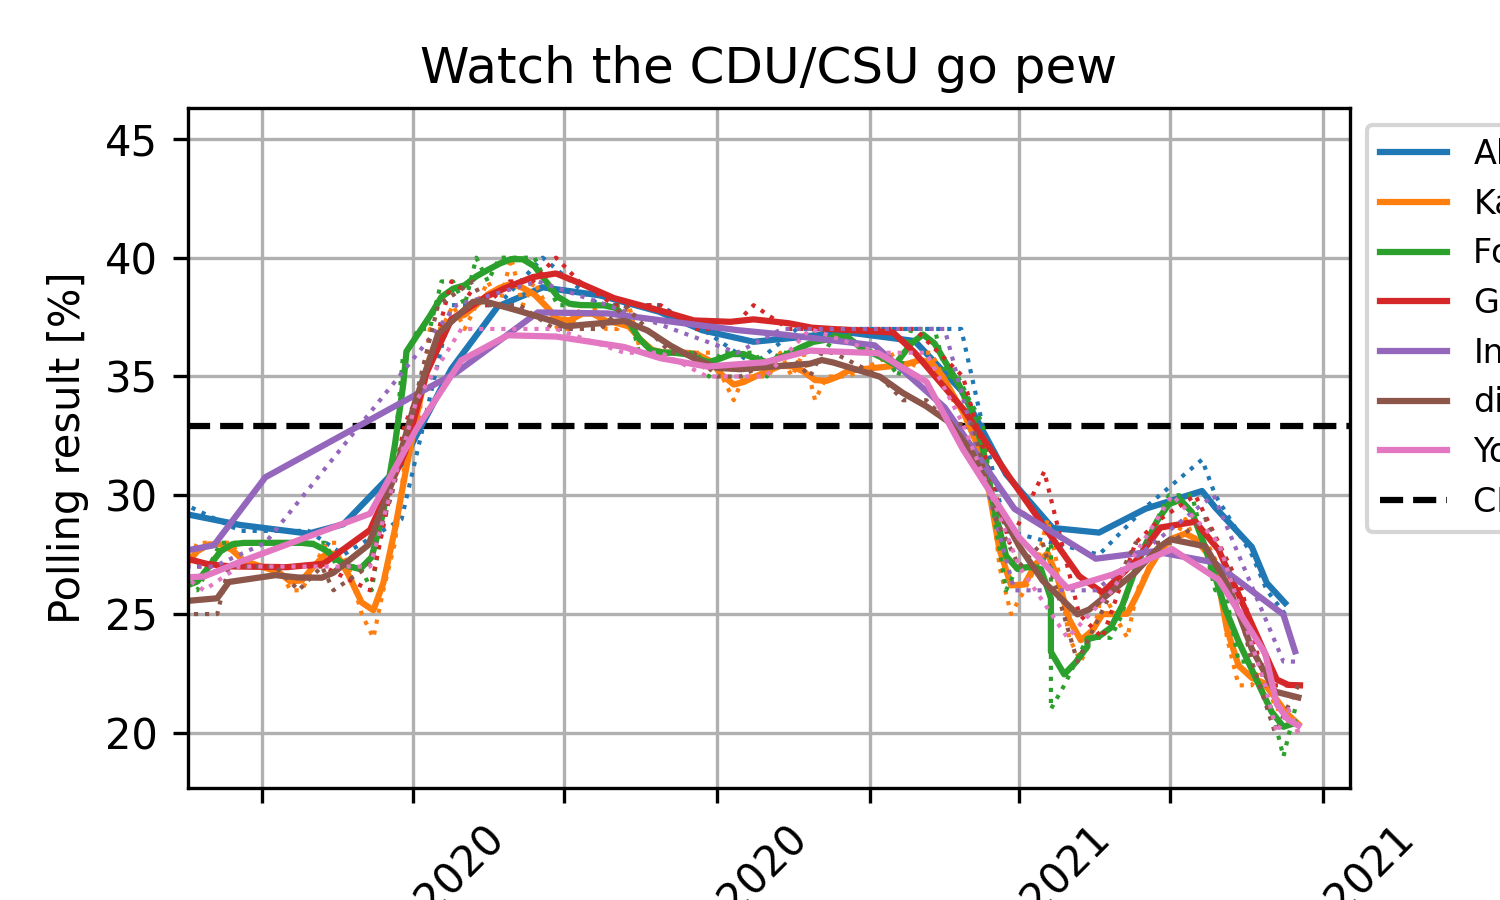 Watch the CDU/CSU go pew
Polling result [%]
45
40
35
30
25
20
2020
2020
2021
2021
Al
Ka
Fo
G
In
di
Yo
Cl